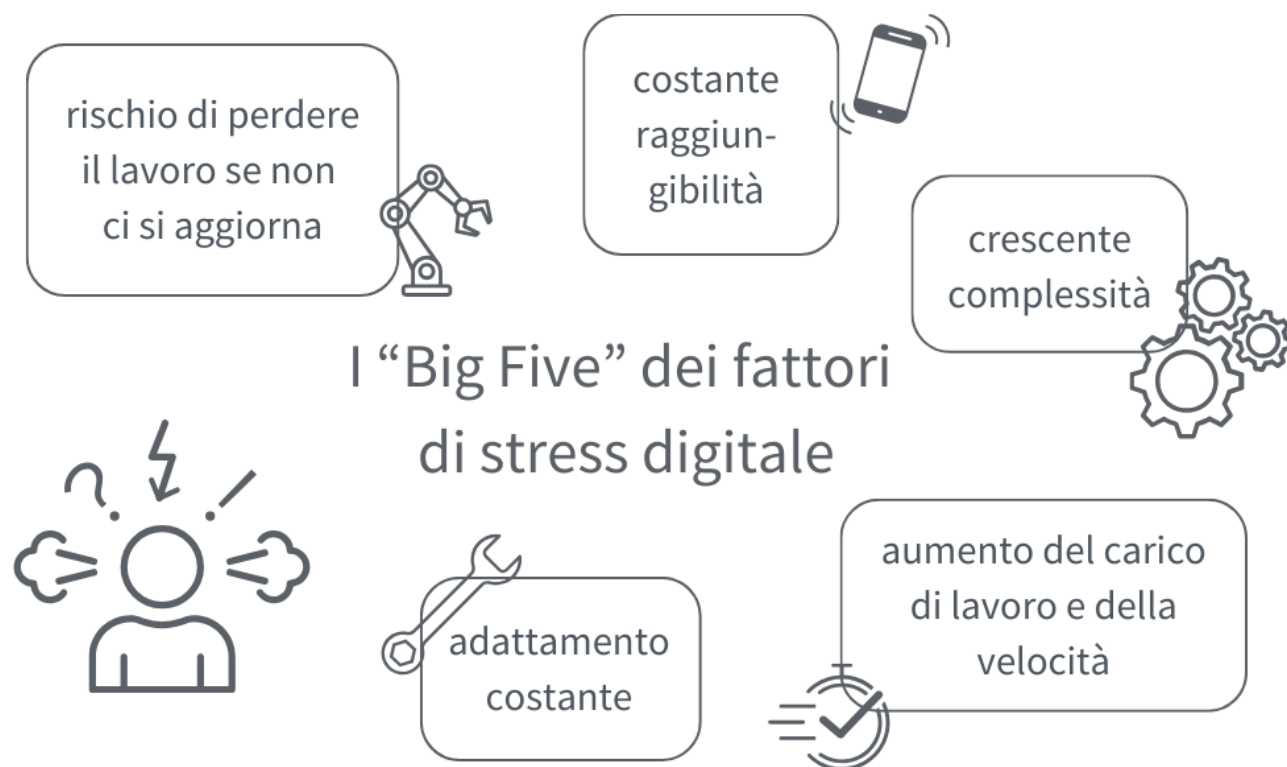 rischio di perdere
il lavoro se non
ci si aggiorna
costante
raggiun-
gibilità
crescente
complessità
I “Big Five” dei fattori
di stress digitale
adattamento
costante
aumento del carico
di lavoro e della
velocità